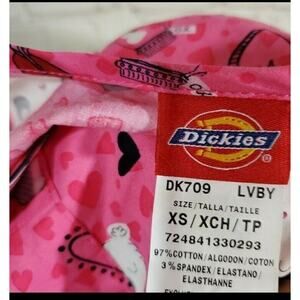 Dickies
DK709 LVBY
SIZE/TALLA/TAILLE
XS/XCH/TP
724841330293
97% COTTON/ALGODON/COTON
3% SPANDEX/ELASTANO/
ELASTHANNE